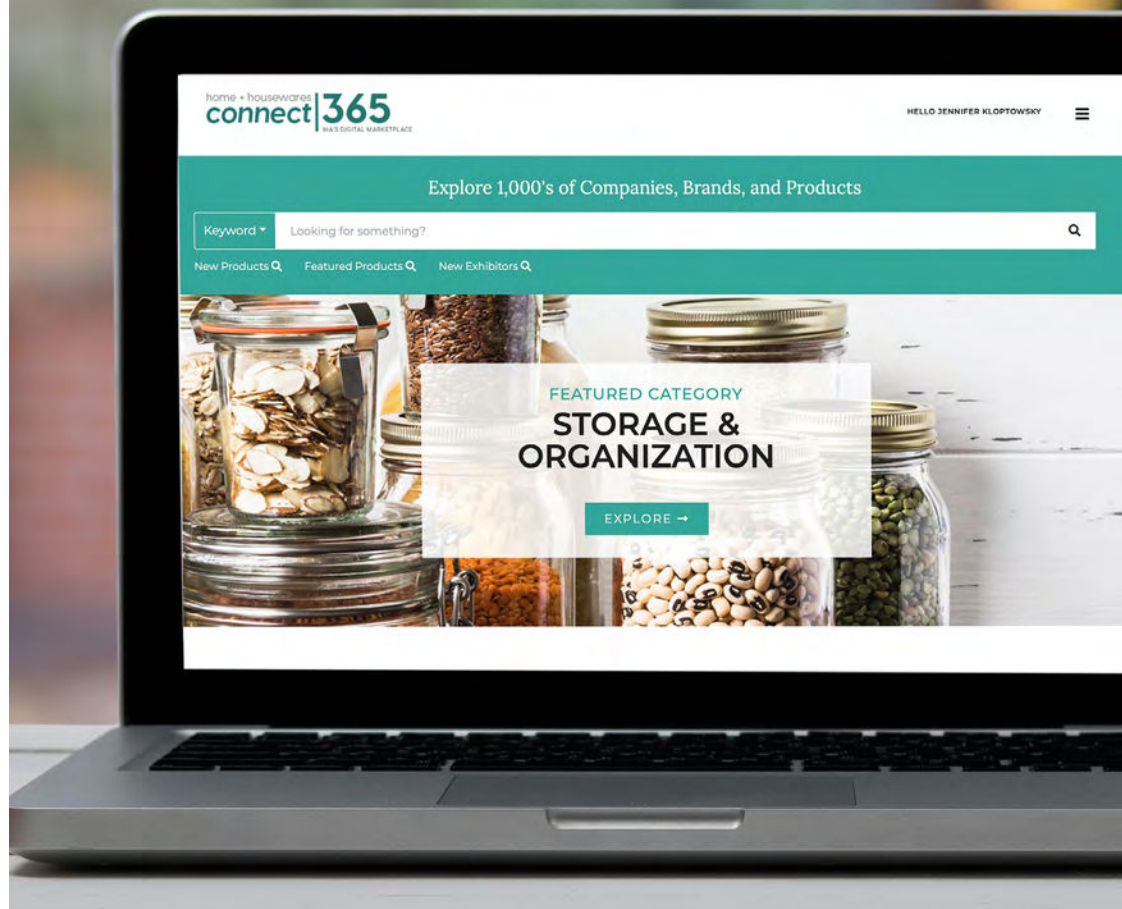 home + housewares
connect|365
IHA'S DIGITAL MARKETPLACE
HELLO JENNIFER KLOPTOWSKY
Explore 1,000's of Companies, Brands, and Products
Keyword
Looking for something?
New Products
Featured Products
New Exhibitors
FEATURED CATEGORY
STORAGE &
ORGANIZATION
EXPLORE →